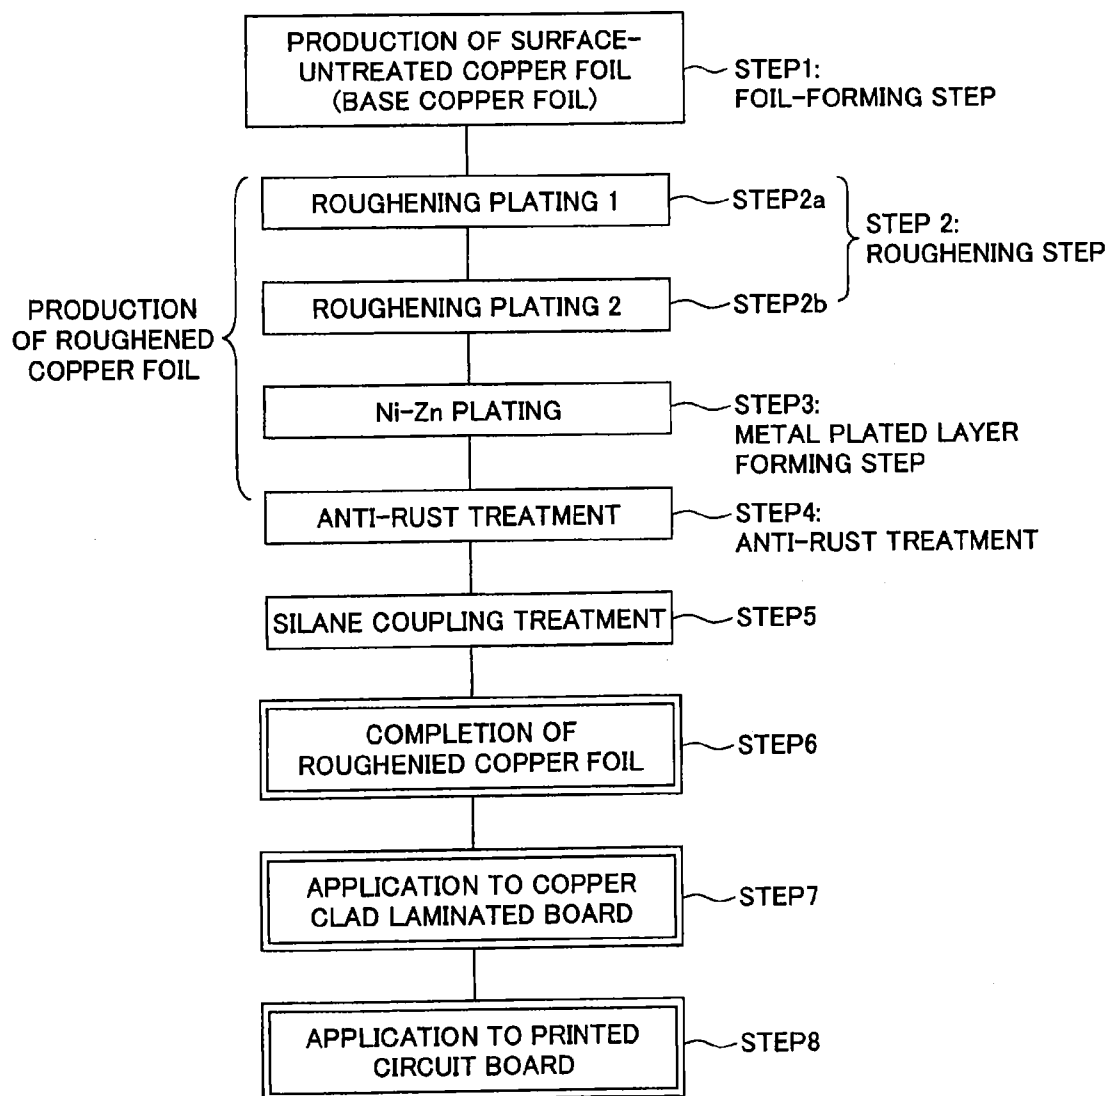 PRODUCTION OF SURFACE-
UNTREATED COPPER FOIL
(BASE COPPER FOIL)
STEP1:
FOIL-FORMING STEP
ROUGHENING PLATING 1
STEP2a
STEP 2:
ROUGHENING STEP
ROUGHENING PLATING 2
STEP2b
PRODUCTION
OF ROUGHENED
COPPER FOIL
Ni-Zn PLATING
STEP3:
METAL PLATED LAYER
FORMING STEP
ANTI-RUST TREATMENT
STEP4:
ANTI-RUST TREATMENT
SILANE COUPLING TREATMENT
STEP5
COMPLETION OF
ROUGHENIED COPPER FOIL
STEP6
APPLICATION TO COPPER
CLAD LAMINATED BOARD
STEP7
APPLICATION TO PRINTED
CIRCUIT BOARD
STEP8